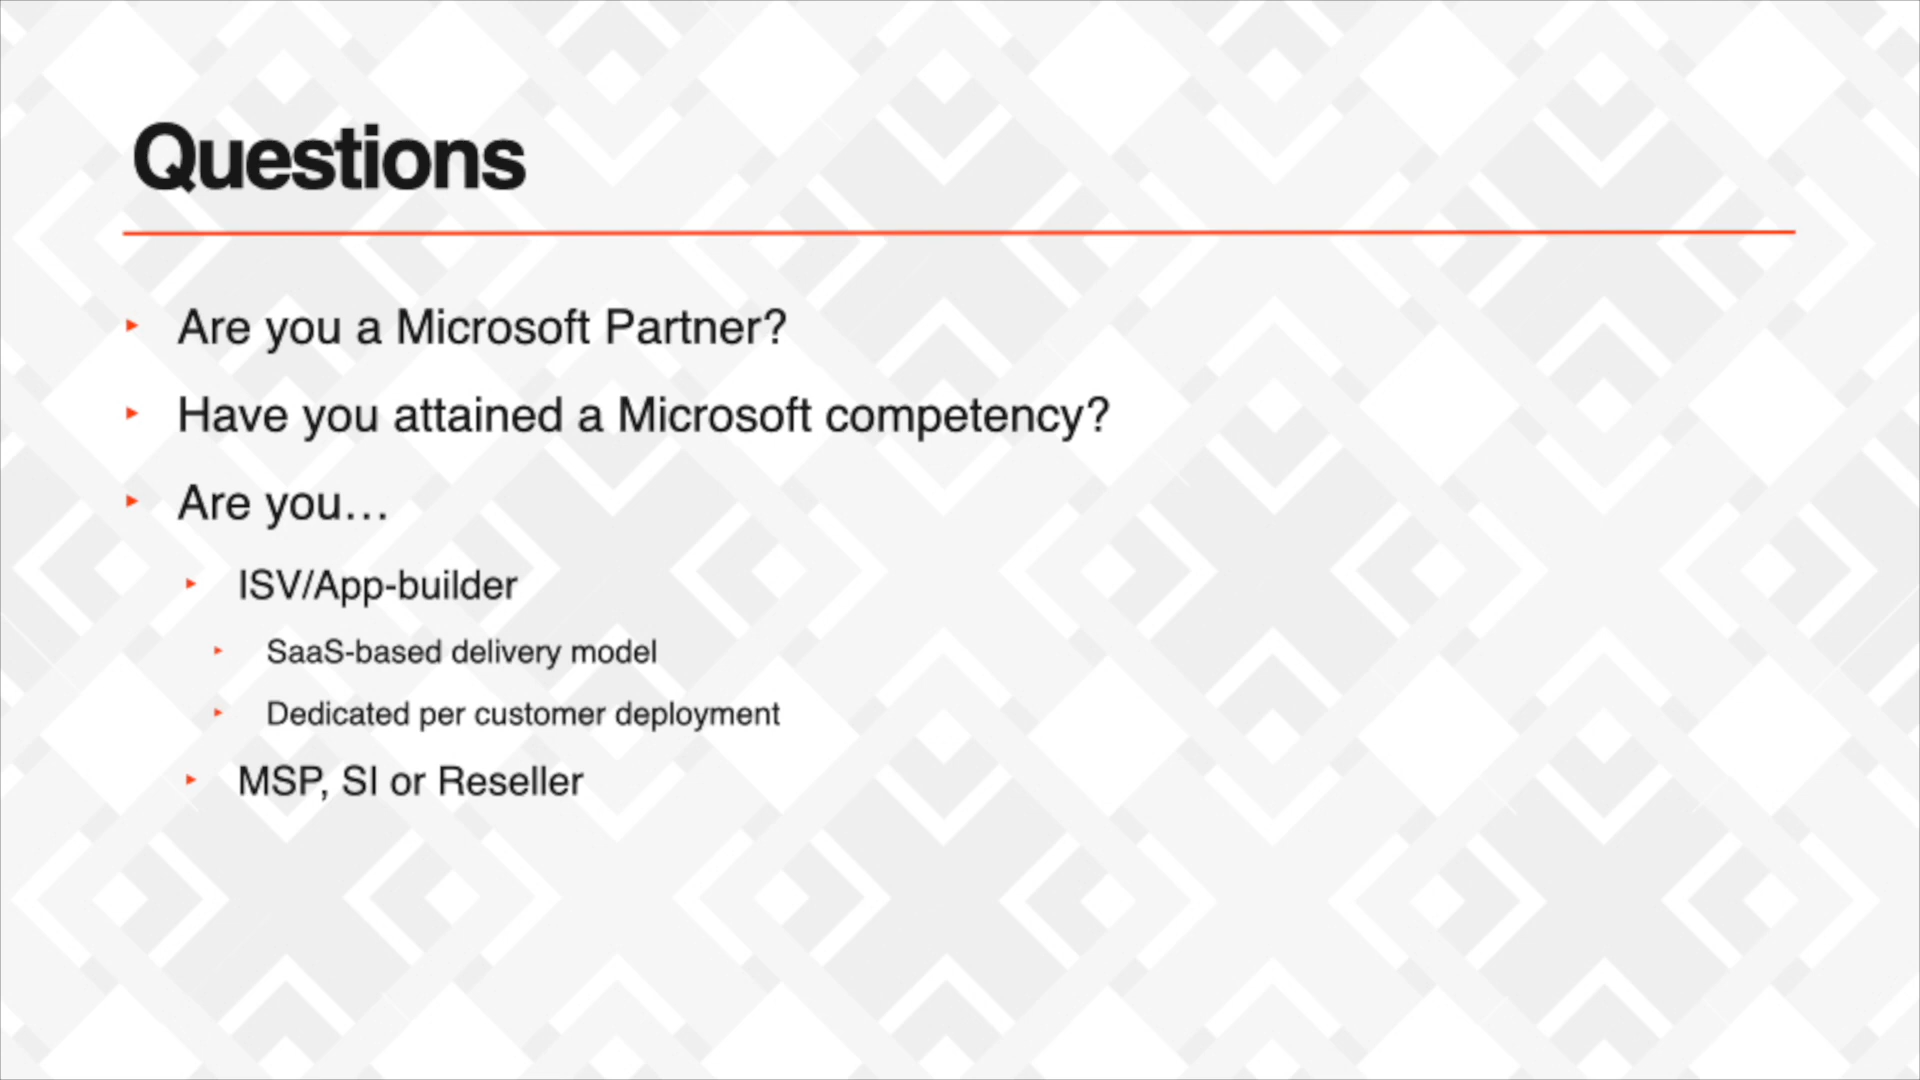 Questions
Are you a Microsoft Partner?
Have you attained a Microsoft competency?
Are you…
ISV/App-builder
SaaS-based delivery model
Dedicated per customer deployment
MSP, SI or Reseller